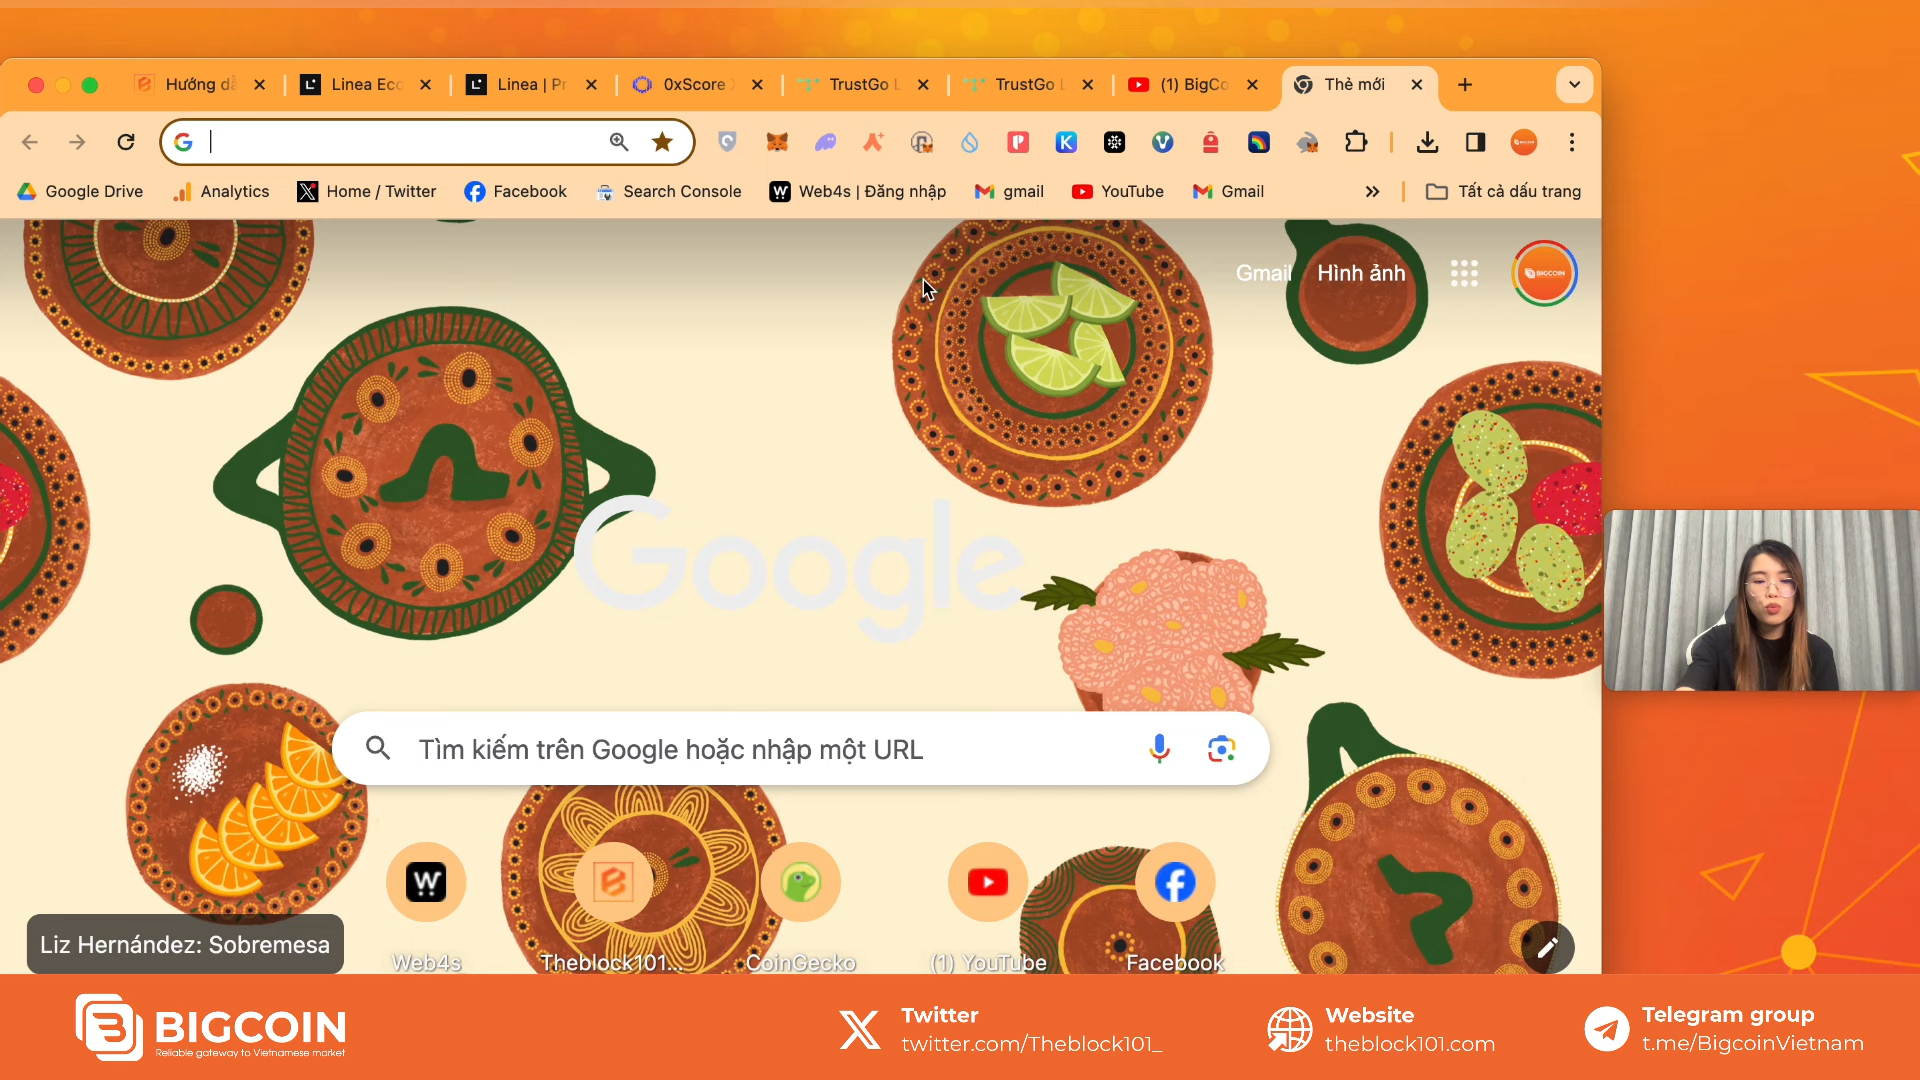 Hướng dẫ
Linea Ecc
Linea | Pr
0xScore
TrustGo L
TrustGo L
(1) BigCo
Thẻ mới
Google Drive
Analytics
Home / Twitter
Facebook
Search Console
Web4s | Đăng nhập
gmail
YouTube
Gmail
Tất cả dấu trang
Gmail
Hình ảnh
BIGCOIN
Google
Tìm kiếm trên Google hoặc nhập một URL
Liz Hernández: Sobremesa
Web4s
Theblock101...
CoinGecko
(1) YouTube
Facebook
BIGCOIN
Reliable gateway to Vietnamese market
Twitter
twitter.com/Theblock101_
Website
theblock101.com
Telegram group
t.me/BigcoinVietnam